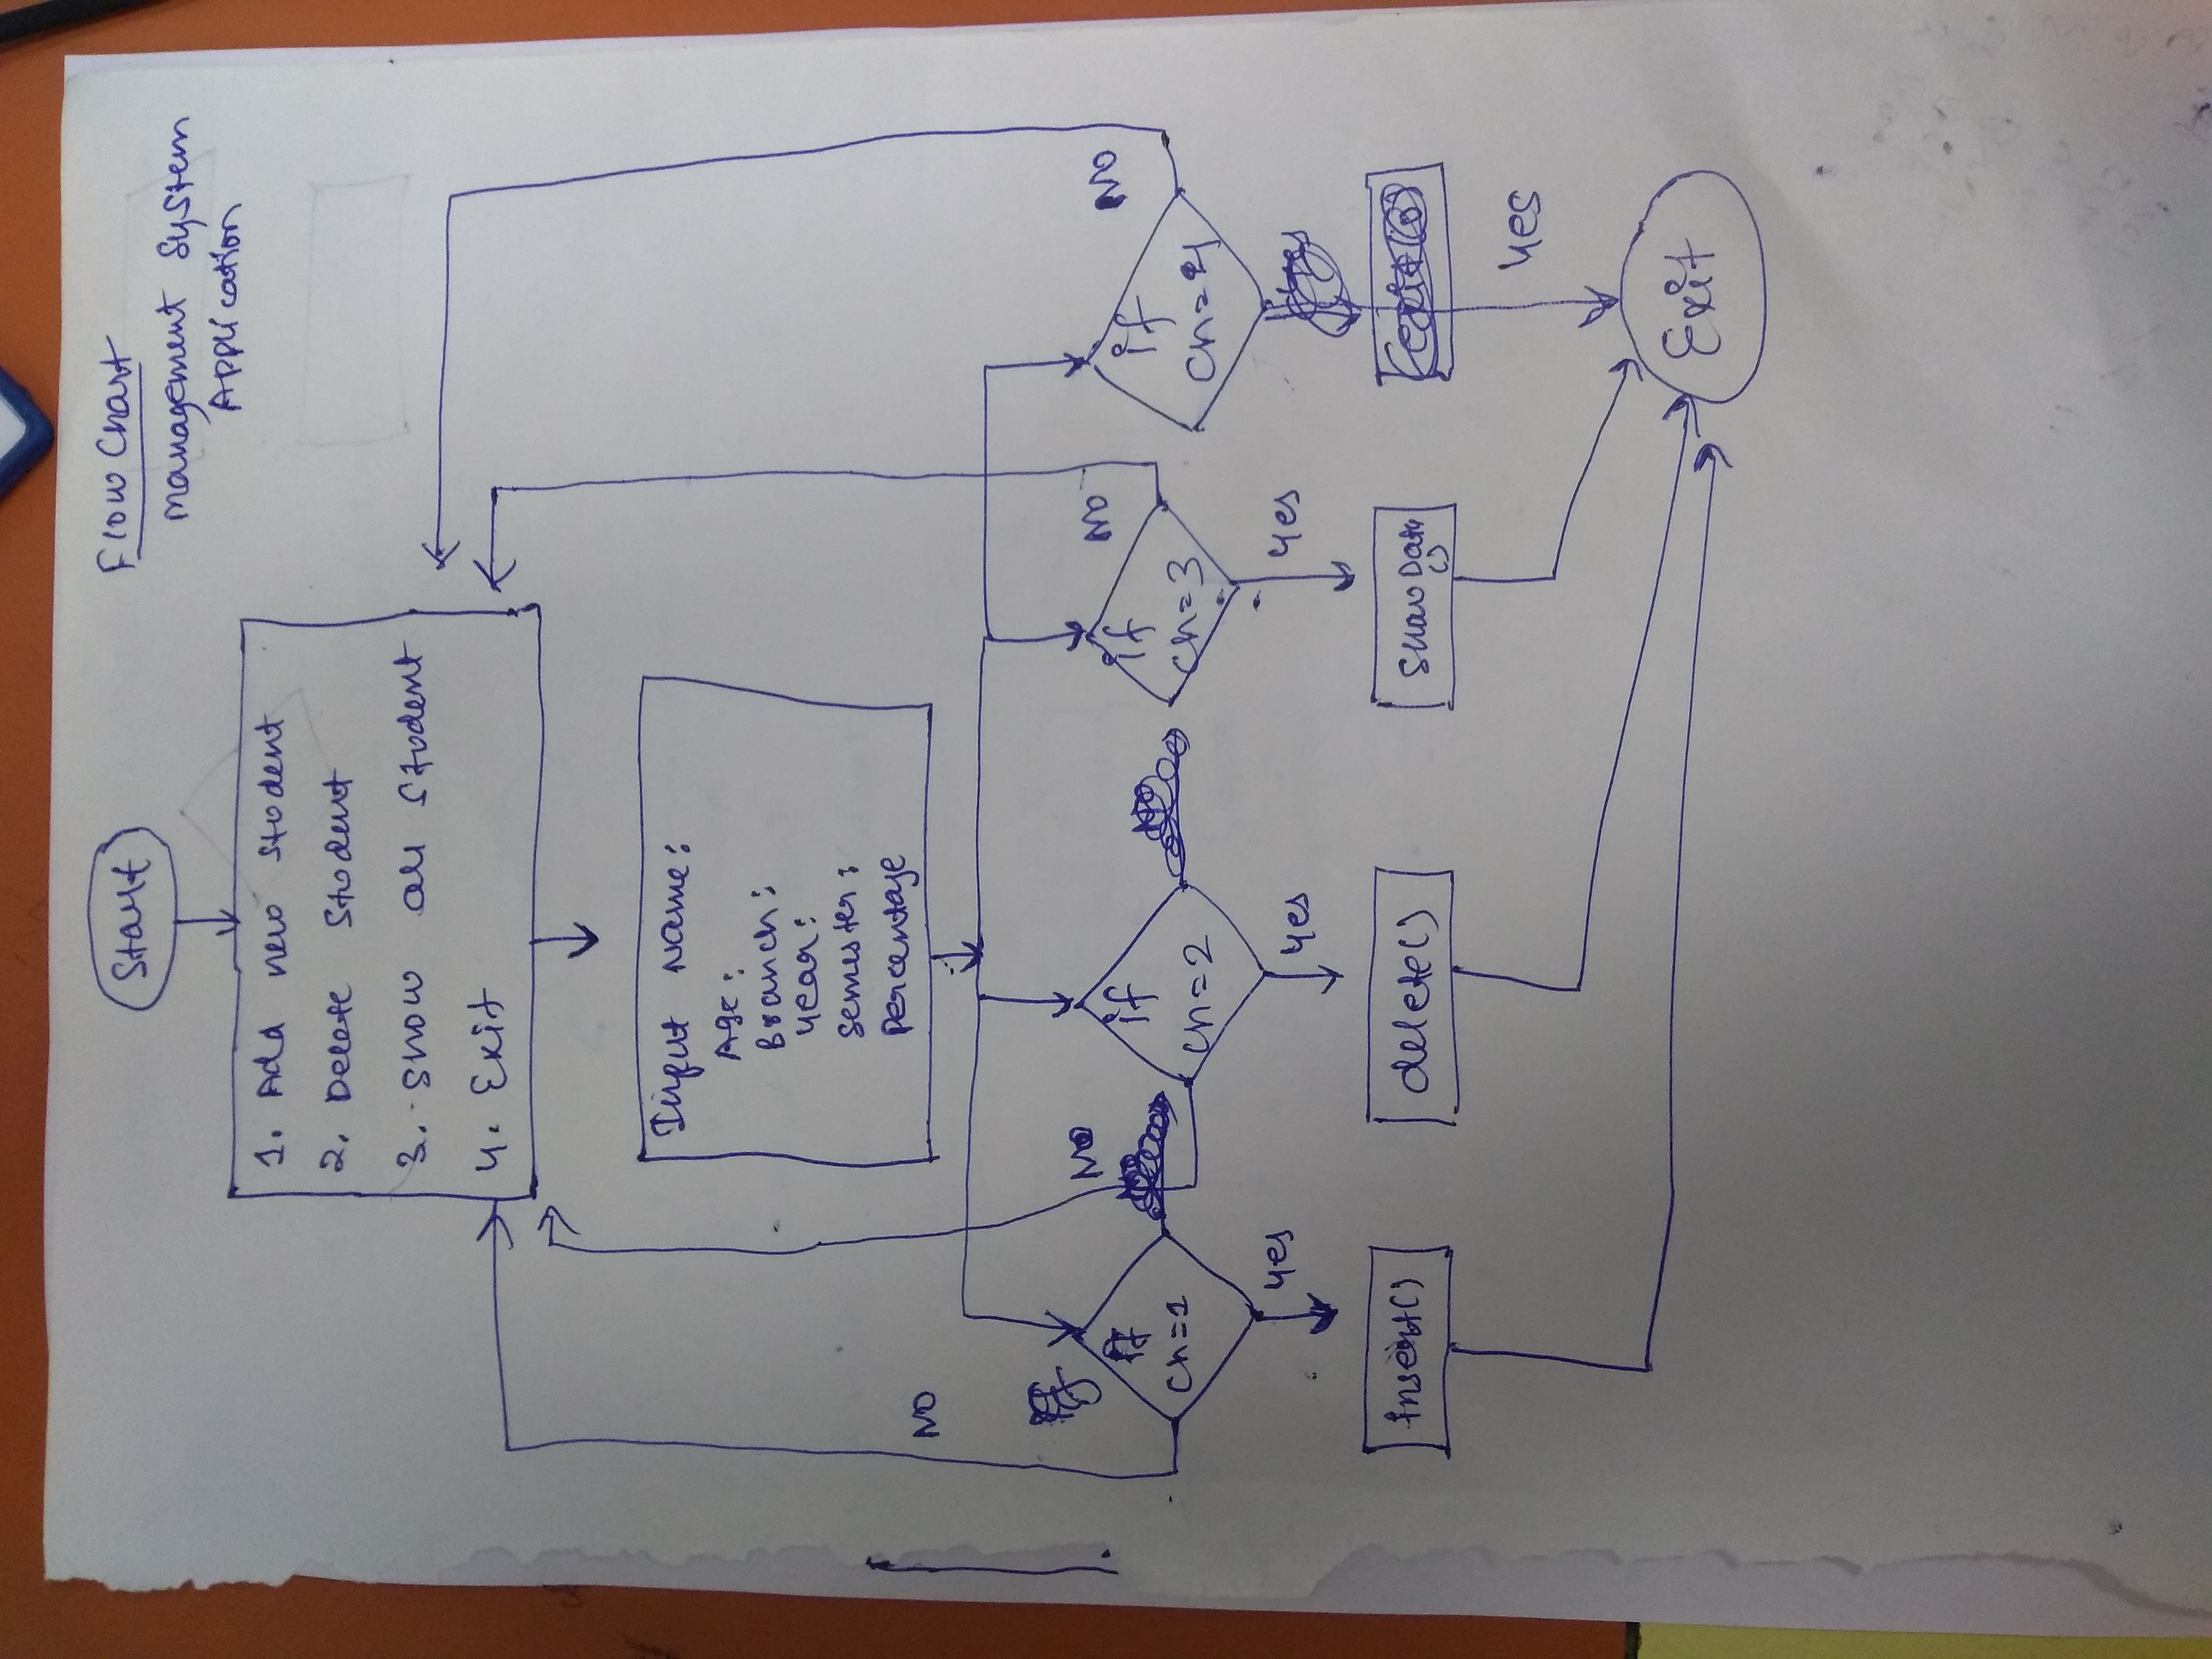 Flow Chart
Management System
Application
Start
1. Add new student
2. Delete student
3. Show all student
4. Exit
Input Name:
Age:
Branch:
Year:
Semester:
Percentage
NO
NO
NO
NO
if
ch=1
if
ch=2
if
ch=3
if
ch=4
yes
yes
yes
yes
Insert()
delete()
Show Data
()
Exit